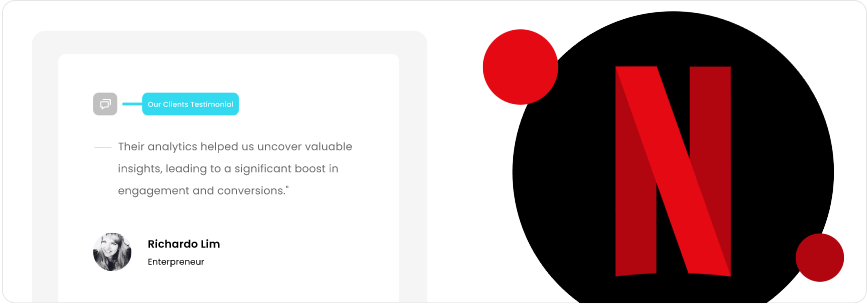 Our Clients Testimonial
Their analytics helped us uncover valuable
insights, leading to a significant boost in
engagement and conversions."
Richardo Lim
Enterpreneur
N